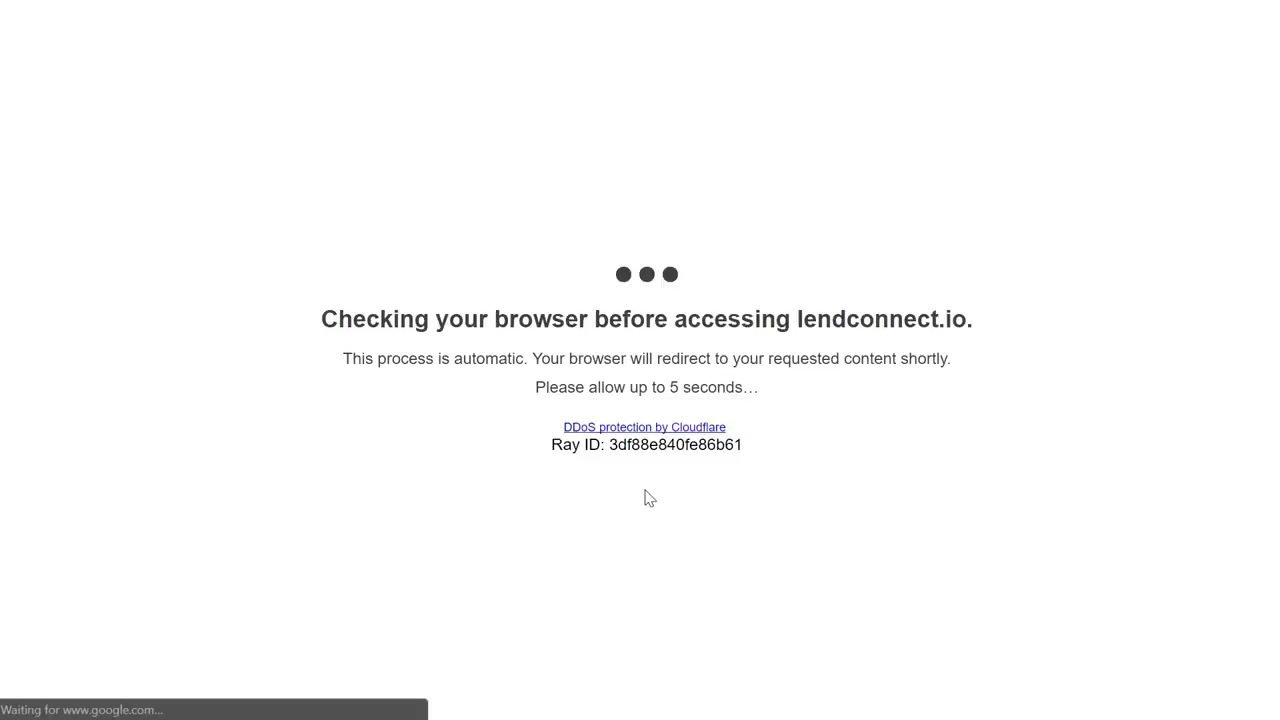 Checking your browser before accessing lendconnect.io.
This process is automatic. Your browser will redirect to your requested content shortly.
Please allow up to 5 seconds…
DDoS protection by Cloudflare
Ray ID: 3df88e840fe86b61
Waiting for www.google.com...